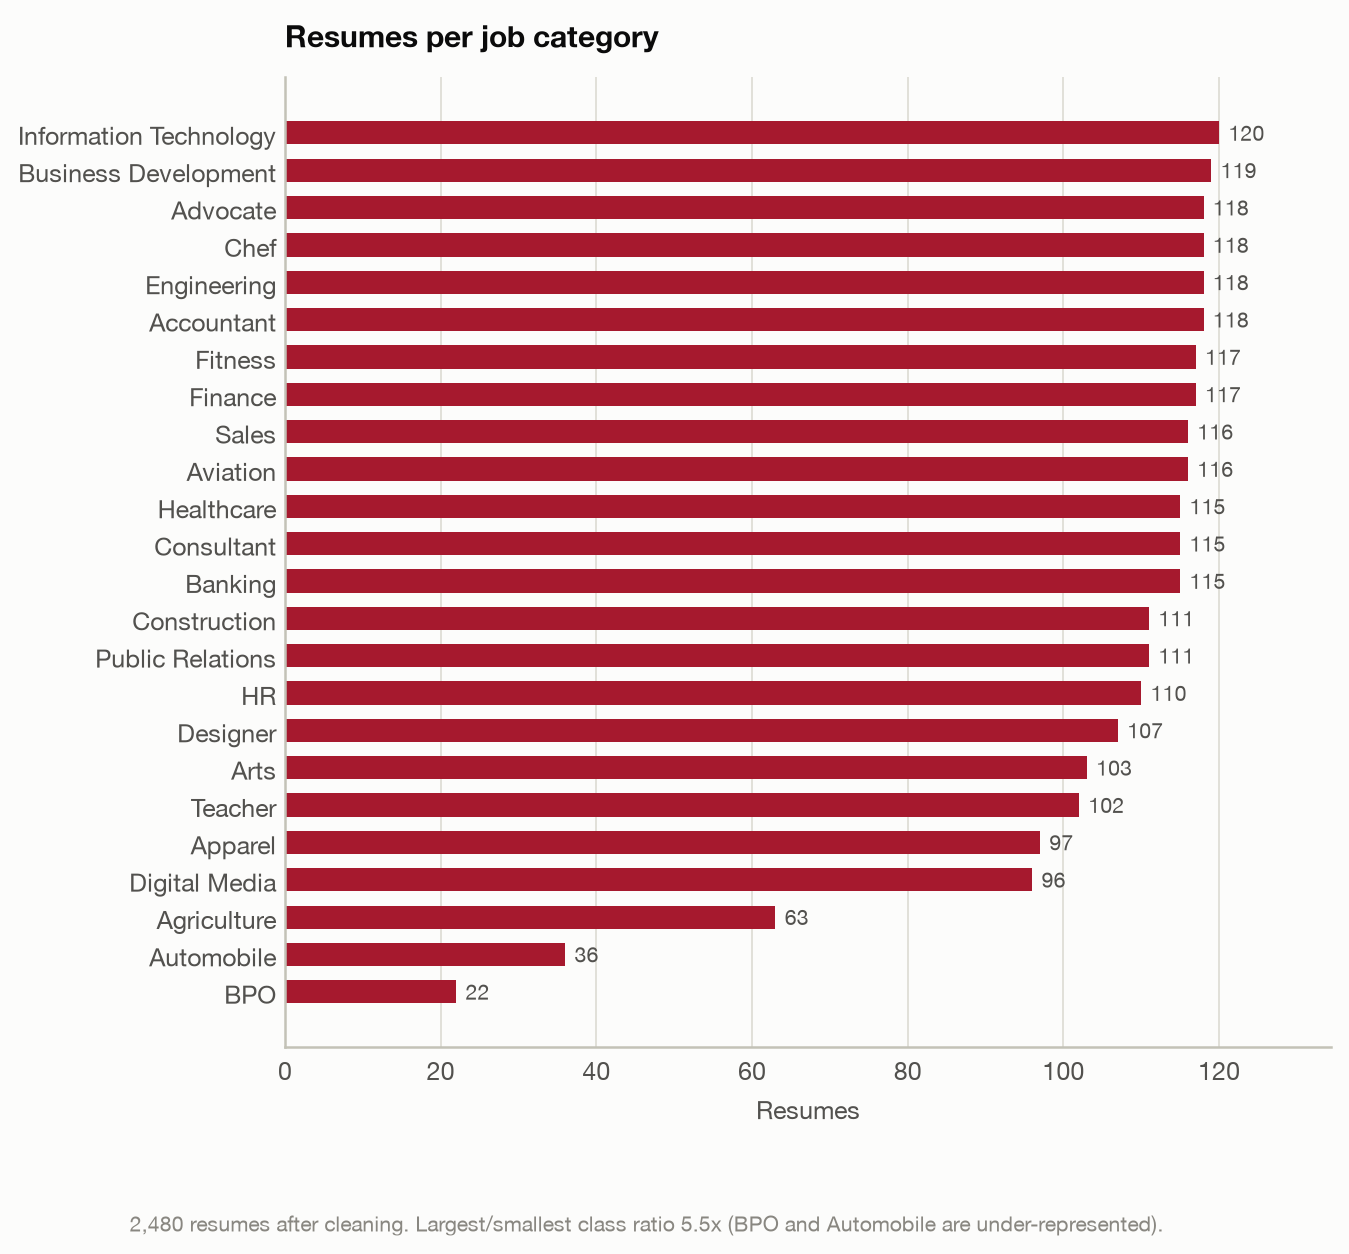 Resumes per job category
Information Technology 120
Business Development 119
Advocate 118
Chef 118
Engineering 118
Accountant 118
Fitness 117
Finance 117
Sales 116
Aviation 116
Healthcare 115
Consultant 115
Banking 115
Construction 111
Public Relations 111
HR 110
Designer 107
Arts 103
Teacher 102
Apparel 97
Digital Media 96
Agriculture 63
Automobile 36
BPO 22
0 20 40 60 80 100 120
Resumes
2,480 resumes after cleaning. Largest/smallest class ratio 5.5x (BPO and Automobile are under-represented).